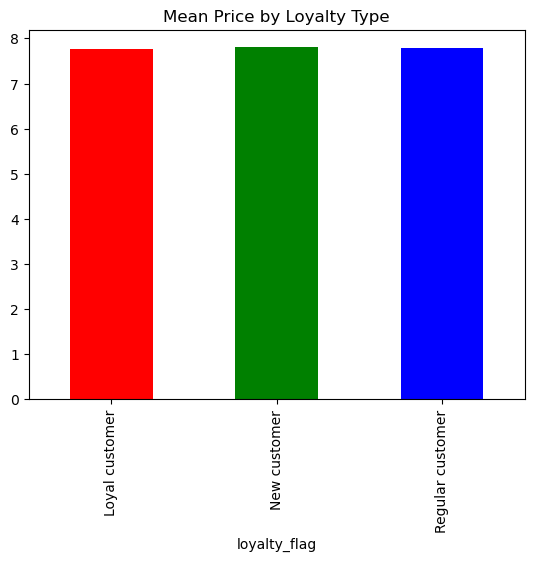 Mean Price by Loyalty Type
8
7
6
5
4
3
2
1
0
Loyal customer
New customer
Regular customer
loyalty_flag